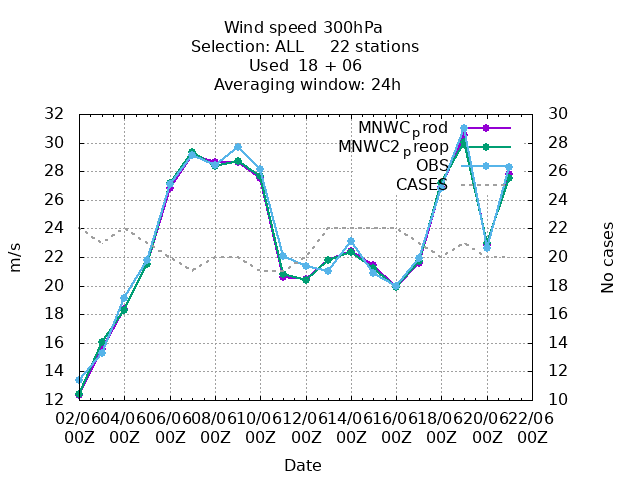 Wind speed 300hPa
Selection: ALL     22 stations
Used  18 + 06
Averaging window: 24h
32 30
30 28
28 26
26 24
24 22
22 20
20 18
18 16
16 14
14 12
12 10
MNWCprod
MNWC2preop
OBS
CASES
m/s
No cases
02/06 04/06 06/06 08/06 10/06 12/06 14/06 16/06 18/06 20/06 22/06
00Z 00Z 00Z 00Z 00Z 00Z 00Z 00Z 00Z 00Z 00Z
Date